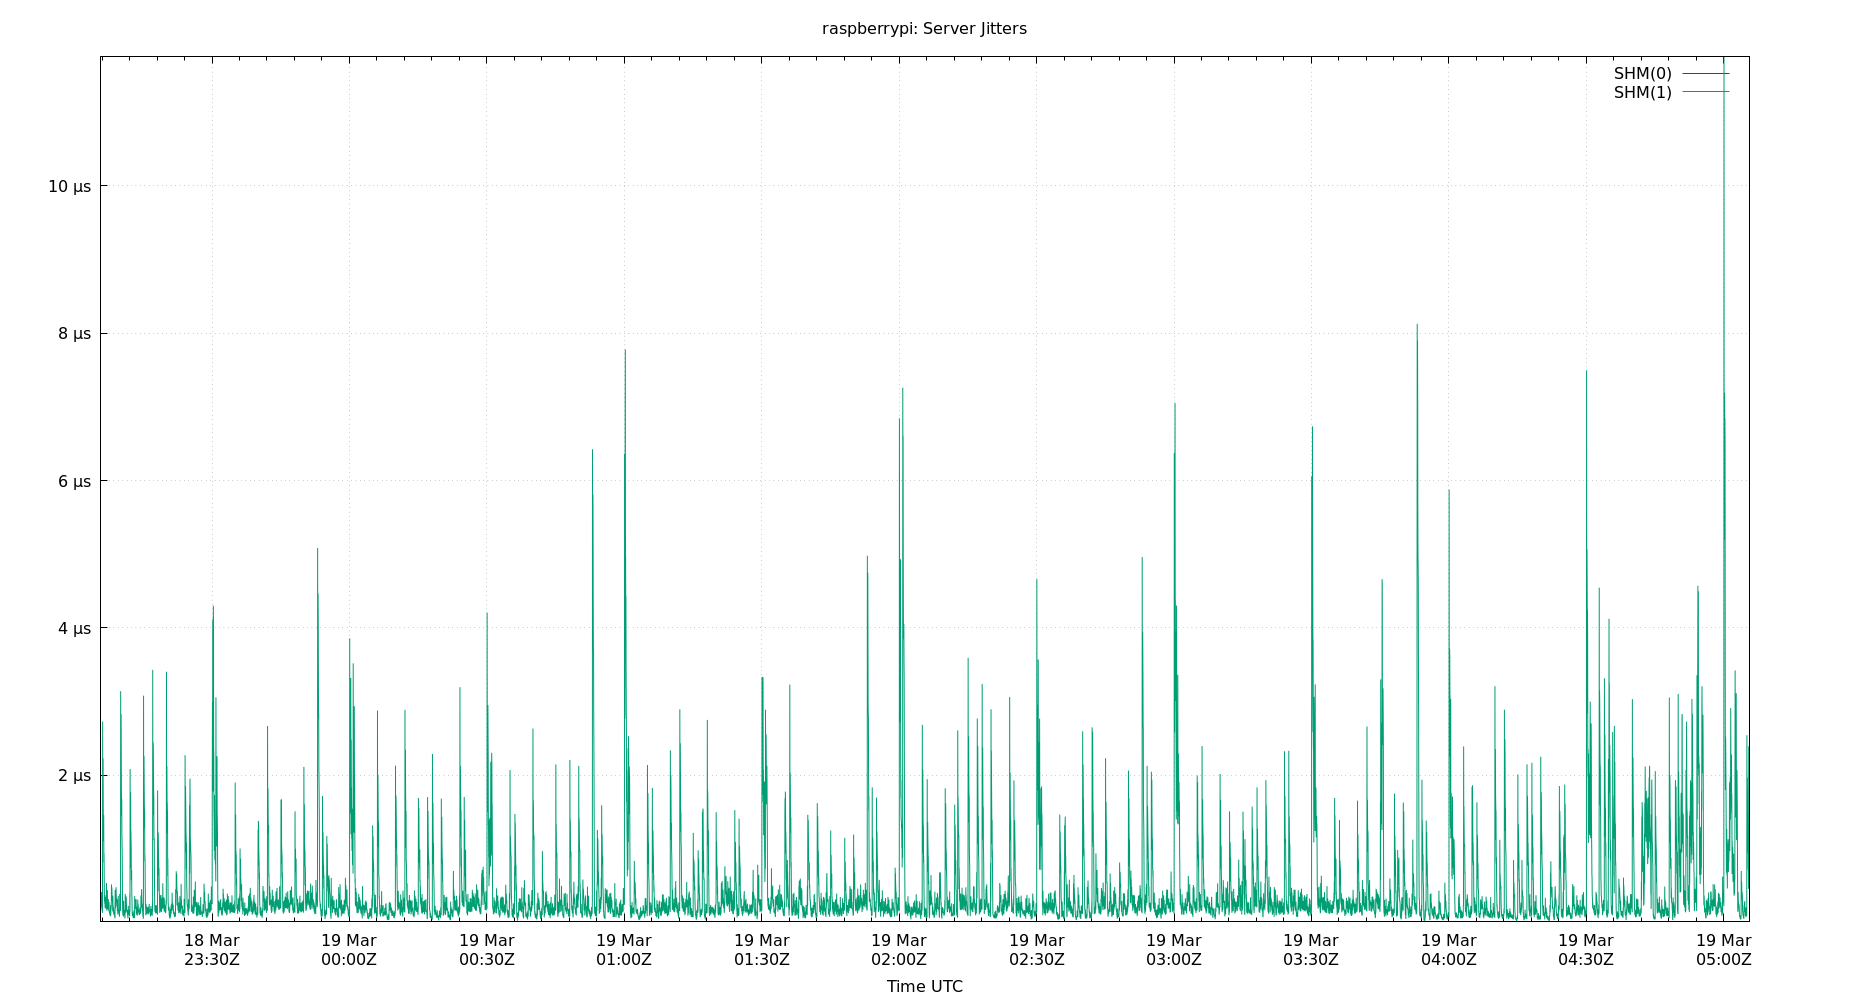 raspberrypi: Server Jitters
SHM(0)
SHM(1)
10 µs
8 µs
6 µs
4 µs
2 µs
18 Mar 19 Mar 19 Mar 19 Mar 19 Mar 19 Mar 19 Mar 19 Mar 19 Mar 19 Mar 19 Mar 19 Mar
23:30Z 00:00Z 00:30Z 01:00Z 01:30Z 02:00Z 02:30Z 03:00Z 03:30Z 04:00Z 04:30Z 05:00Z
Time UTC